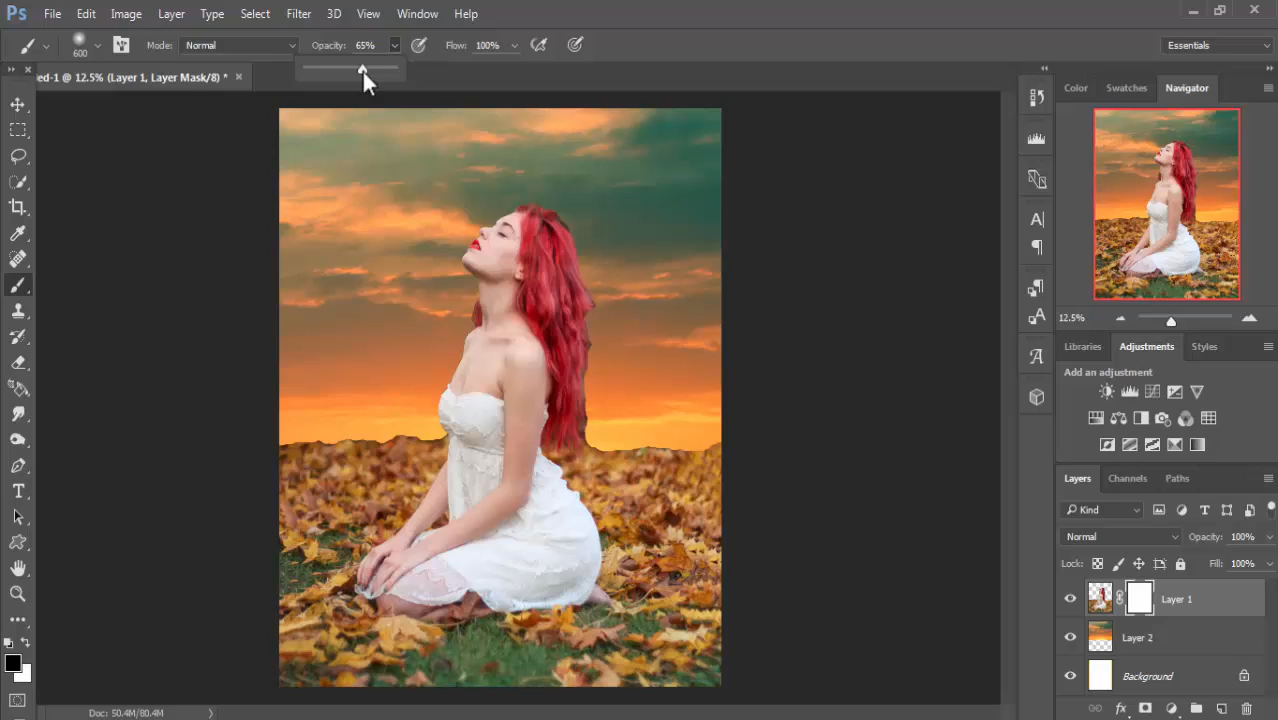 Ps File Edit Image Layer Type Select Filter 3D View Window Help
600 Mode: Normal Opacity: 65% Flow: 100% Essentials
ed-1 @ 12.5% (Layer 1, Layer Mask/8) * ×
Color Swatches Navigator
12.5%
Libraries Adjustments Styles
Add an adjustment
Layers Channels Paths
Kind
Normal Opacity: 100%
Lock: Fill: 100%
Layer 1
Layer 2
Background
Doc: 50.4M/80.4M